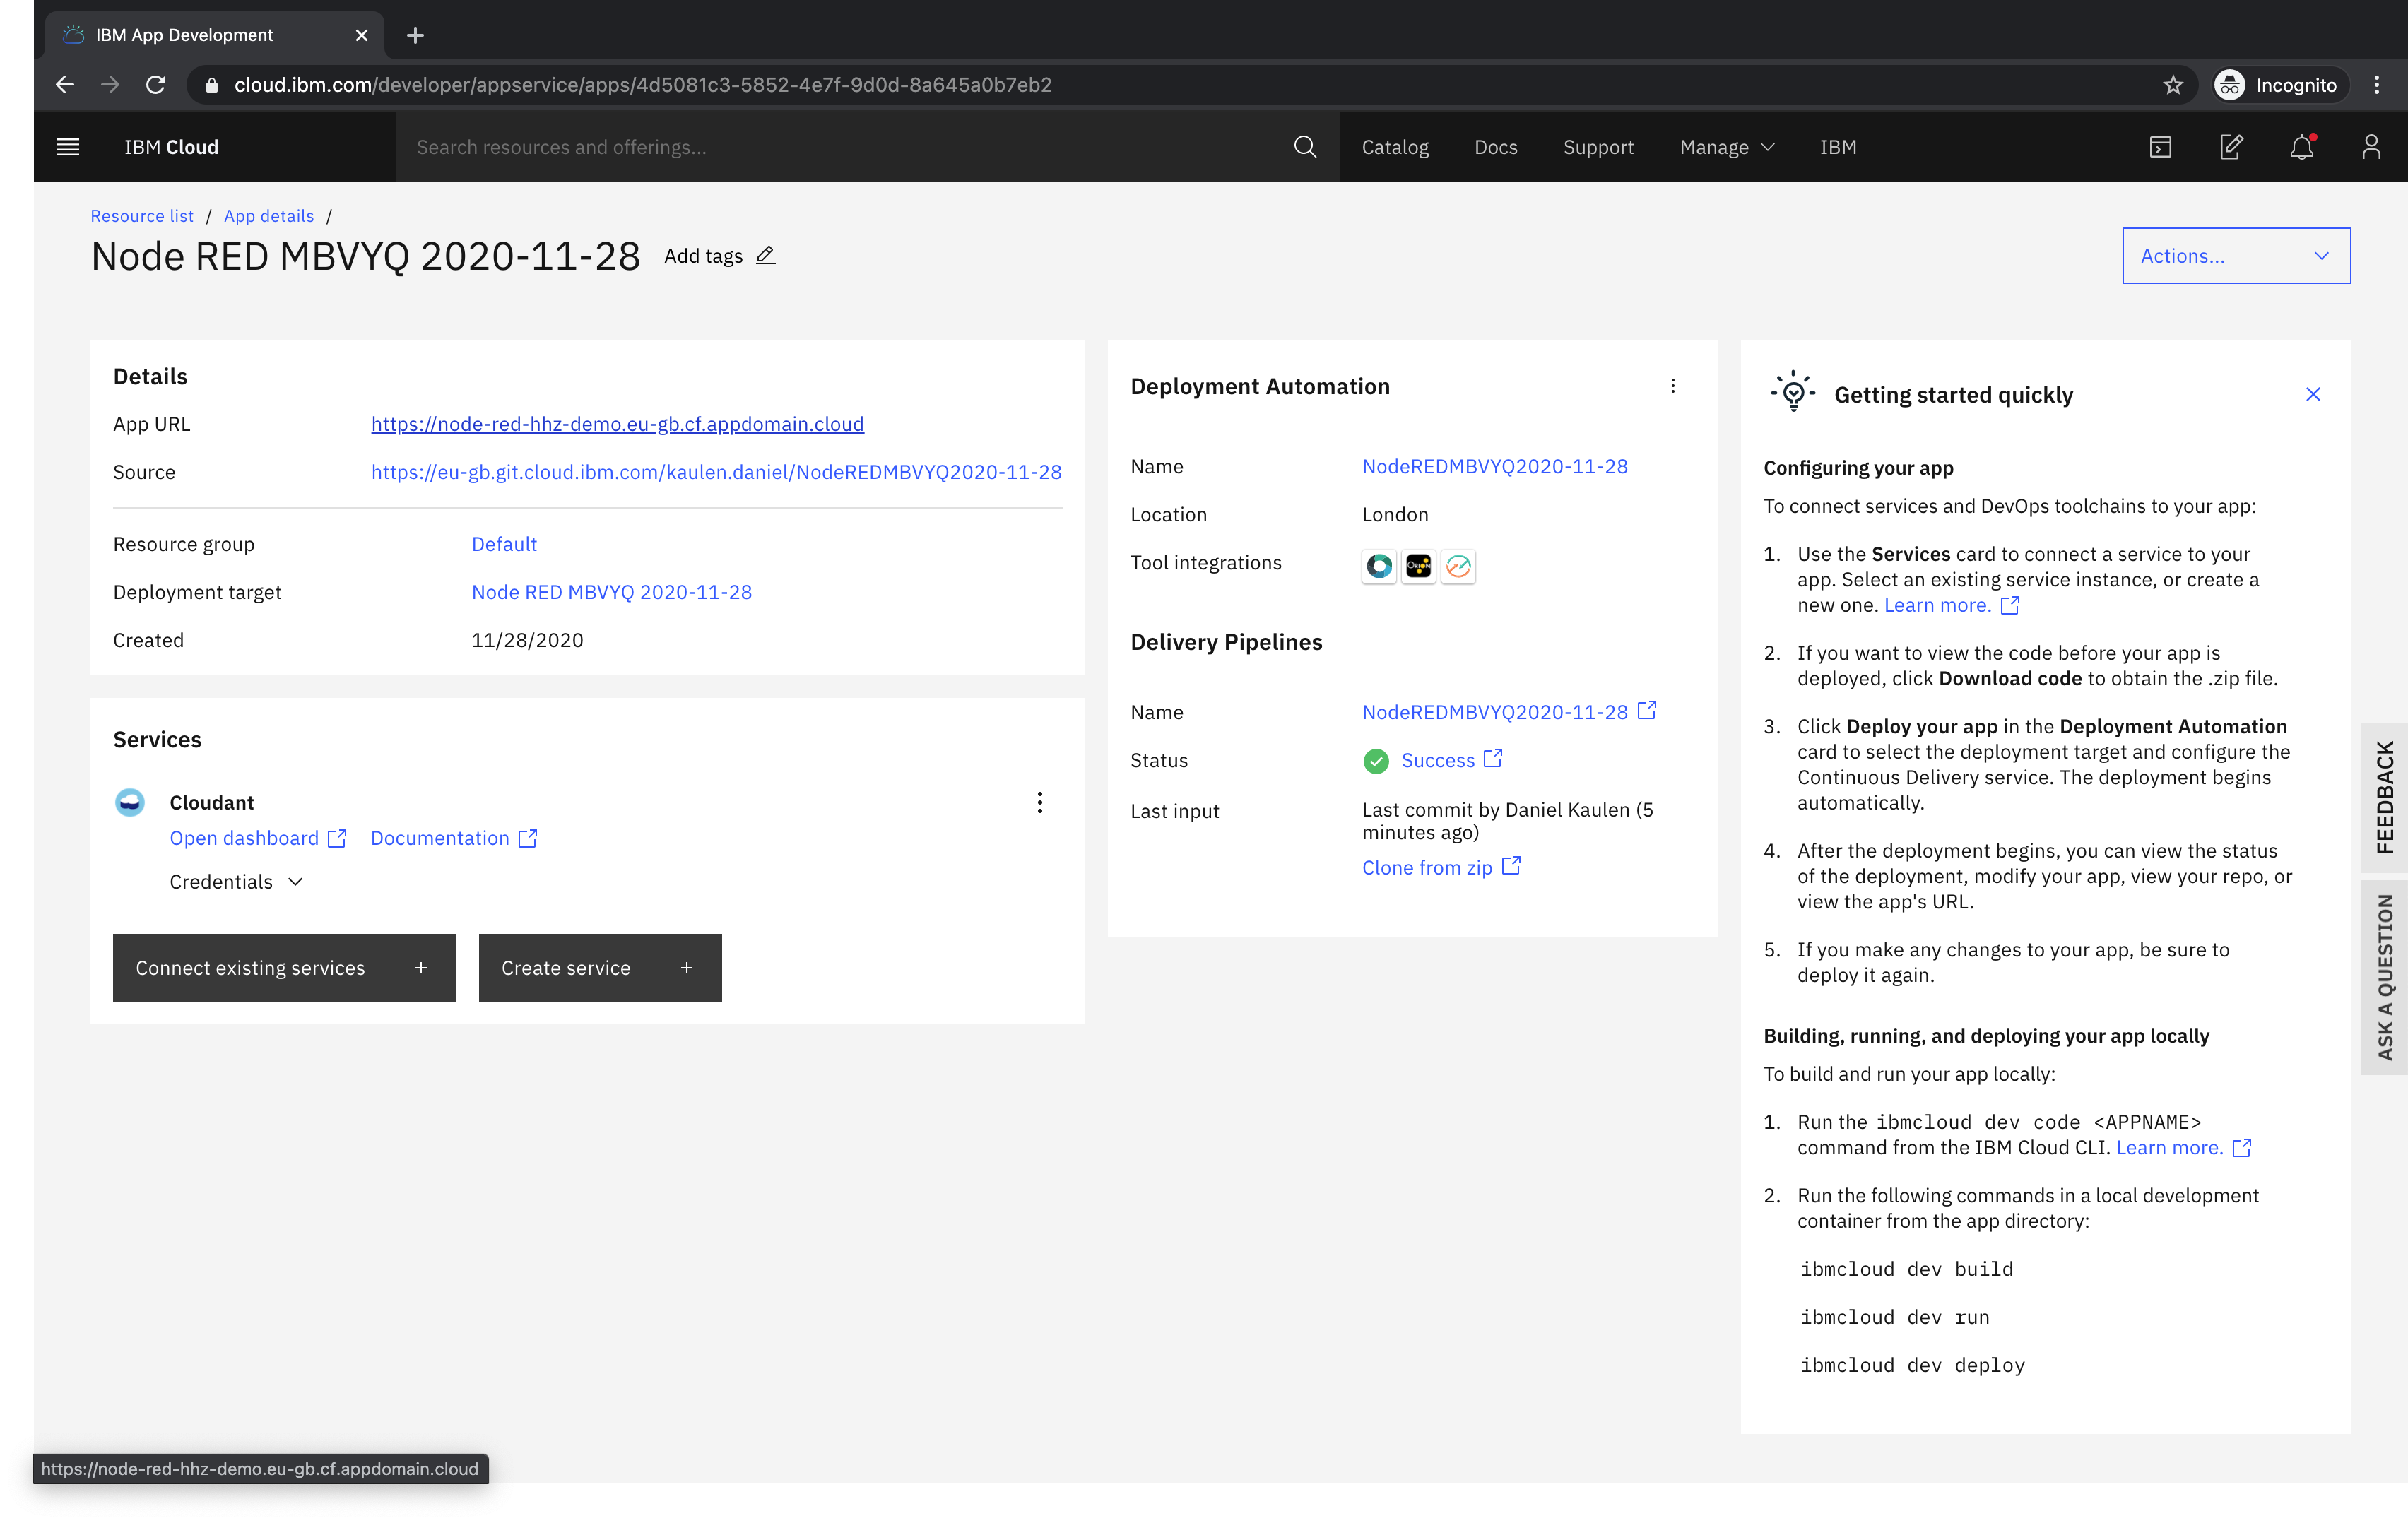 IBM App Development
cloud.ibm.com/developer/appservice/apps/4d5081c3-5852-4e7f-9d0d-8a645a0b7eb2
Incognito
IBM Cloud
Search resources and offerings...
Catalog
Docs
Support
Manage
IBM
Resource list / App details /
Node RED MBVYQ 2020-11-28
Add tags
Actions...
Details
App URL
https://node-red-hhz-demo.eu-gb.cf.appdomain.cloud
Source
https://eu-gb.git.cloud.ibm.com/kaulen.daniel/NodeREDMBVYQ2020-11-28
Resource group
Default
Deployment target
Node RED MBVYQ 2020-11-28
Created
11/28/2020
Services
Cloudant
Open dashboard
Documentation
Credentials
Connect existing services +
Create service +
Deployment Automation
Name
NodeREDMBVYQ2020-11-28
Location
London
Tool integrations
ORION
Delivery Pipelines
Name
NodeREDMBVYQ2020-11-28
Status
Success
Last input
Last commit by Daniel Kaulen (5
minutes ago)
Clone from zip
Getting started quickly
Configuring your app
To connect services and DevOps toolchains to your app:
1. Use the Services card to connect a service to your
app. Select an existing service instance, or create a
new one. Learn more.
2. If you want to view the code before your app is
deployed, click Download code to obtain the .zip file.
3. Click Deploy your app in the Deployment Automation
card to select the deployment target and configure the
Continuous Delivery service. The deployment begins
automatically.
4. After the deployment begins, you can view the status
of the deployment, modify your app, view your repo, or
view the app's URL.
5. If you make any changes to your app, be sure to
deploy it again.
Building, running, and deploying your app locally
To build and run your app locally:
1. Run the ibmcloud dev code <APPNAME>
command from the IBM Cloud CLI. Learn more.
2. Run the following commands in a local development
container from the app directory:
ibmcloud dev build
ibmcloud dev run
ibmcloud dev deploy
FEEDBACK
ASK A QUESTION
https://node-red-hhz-demo.eu-gb.cf.appdomain.cloud